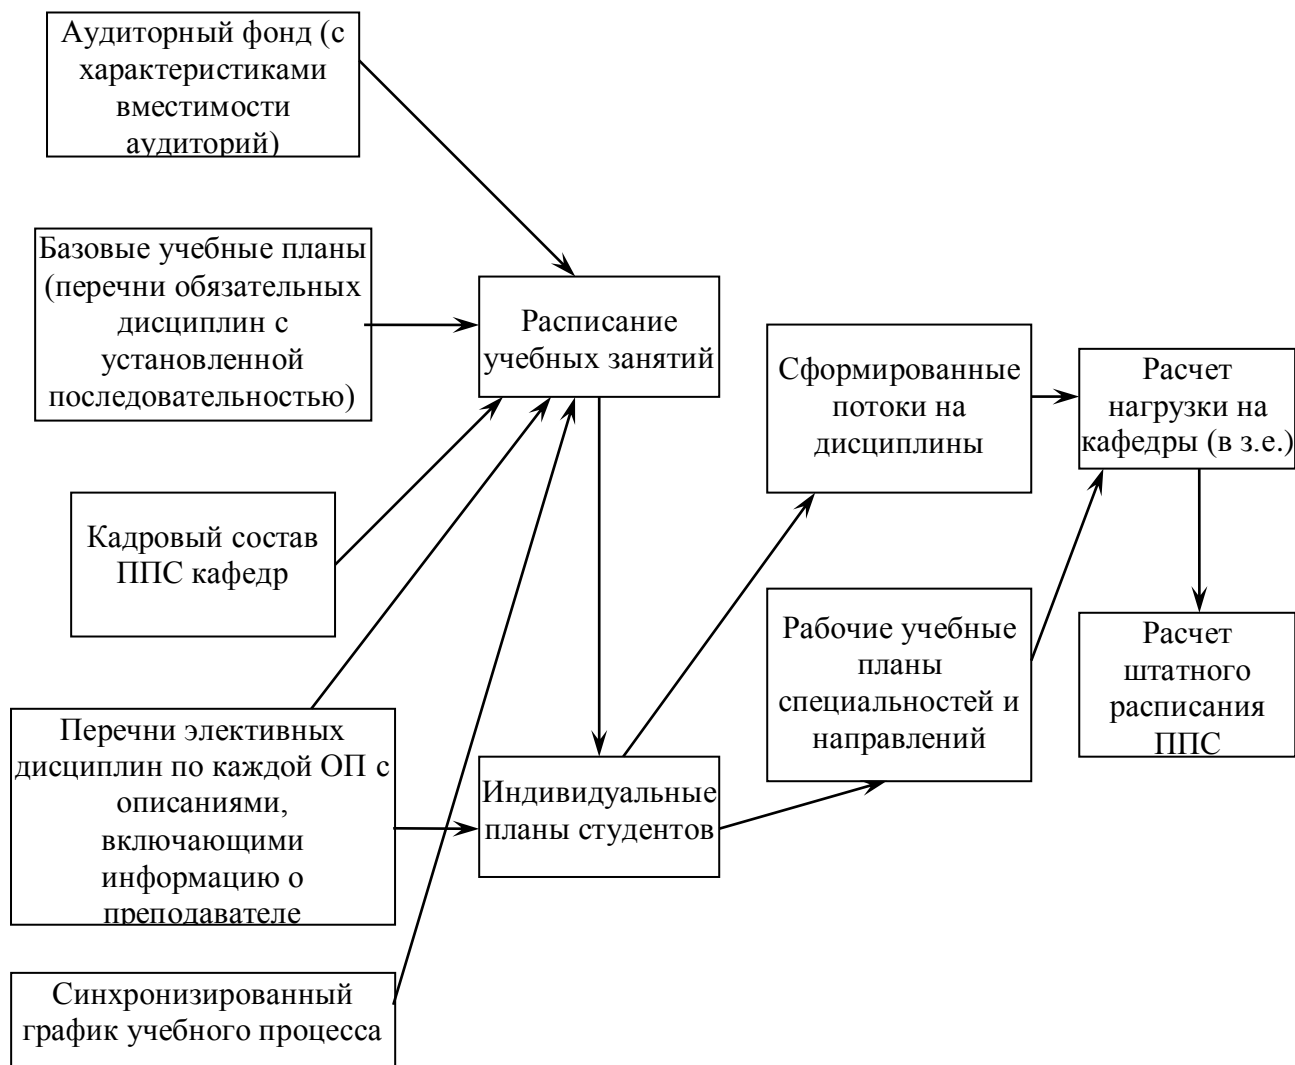 Аудиторный фонд (с
характеристиками
вместимости
аудиторий)
Базовые учебные планы
(перечни обязательных
дисциплин с
установленной
последовательностью)
Кадровый состав
ППС кафедр
Перечни элективных
дисциплин по каждой ОП с
описаниями,
включающими
информацию о
преподавателе
Синхронизированный
график учебного процесса
Расписание
учебных занятий
Индивидуальные
планы студентов
Сформированные
потоки на
дисциплины
Рабочие учебные
планы
специальностей и
направлений
Расчет
нагрузки на
кафедры (в з.е.)
Расчет
штатного
расписания
ППС